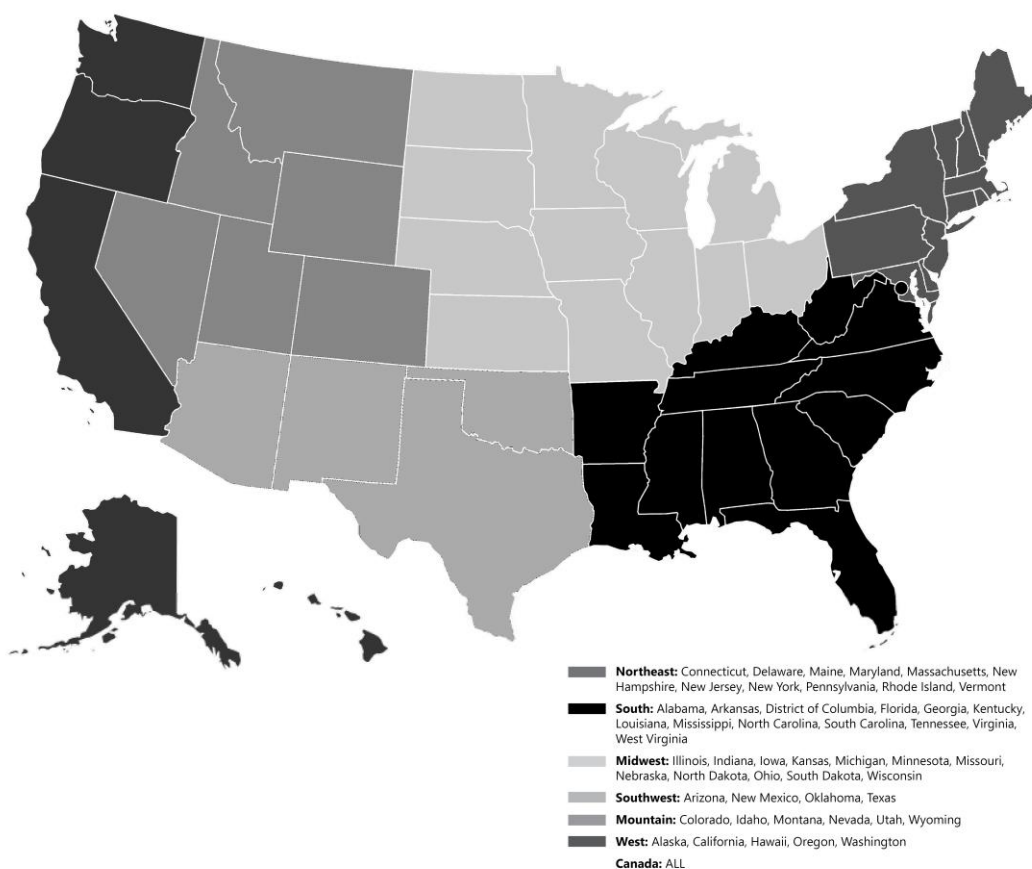 Northeast: Connecticut, Delaware, Maine, Maryland, Massachusetts, New
Hampshire, New Jersey, New York, Pennsylvania, Rhode Island, Vermont
South: Alabama, Arkansas, District of Columbia, Florida, Georgia, Kentucky,
Louisiana, Mississippi, North Carolina, South Carolina, Tennessee, Virginia,
West Virginia
Midwest: Illinois, Indiana, Iowa, Kansas, Michigan, Minnesota, Missouri,
Nebraska, North Dakota, Ohio, South Dakota, Wisconsin
Southwest: Arizona, New Mexico, Oklahoma, Texas
Mountain: Colorado, Idaho, Montana, Nevada, Utah, Wyoming
West: Alaska, California, Hawaii, Oregon, Washington
Canada: ALL